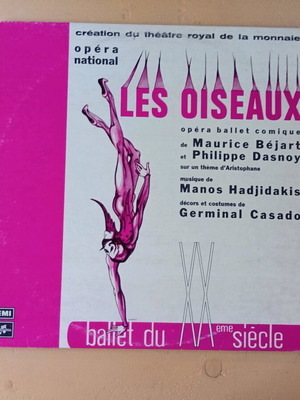 création du théâtre royal de la monnaie
opéra
national
LES OISEAUX
opéra ballet comique
de Maurice Béjart
et Philippe Dasnoy
sur un thème d'Aristophane
musique de
Manos Hadjidakis
décors et costumes de
Germinal Casado
EMI
ballet du XXeme siècle